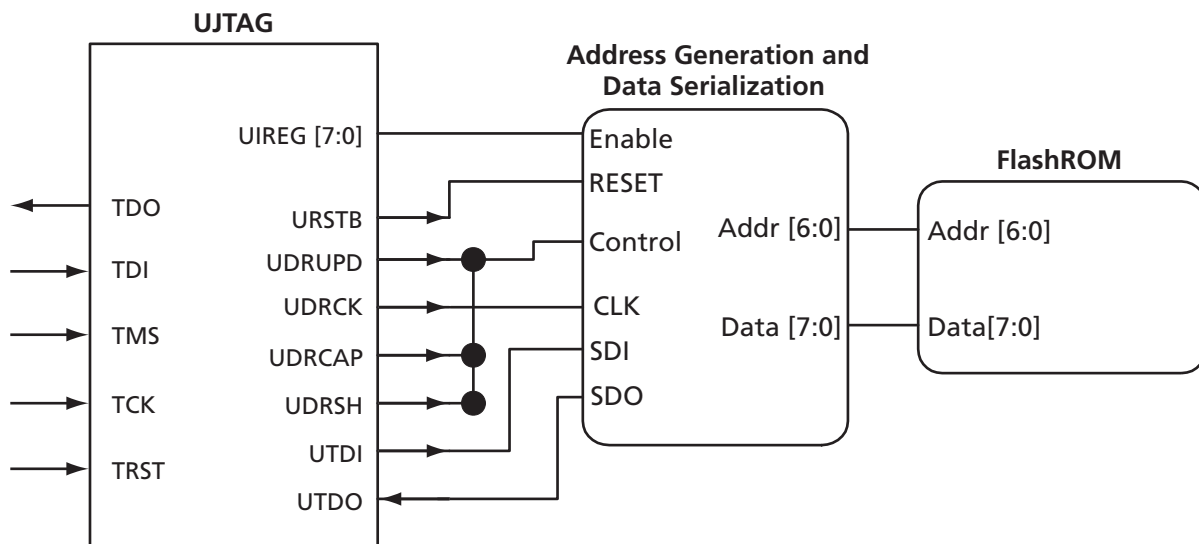 UJTAG
TDO
TDI
TMS
TCK
TRST
UIREG [7:0]
URSTB
UDRUPD
UDRCK
UDRCAP
UDRSH
UTDI
UTDO
Address Generation and
Data Serialization
Enable
RESET
Control
CLK
SDI
SDO
Addr [6:0]
Data [7:0]
FlashROM
Addr [6:0]
Data[7:0]